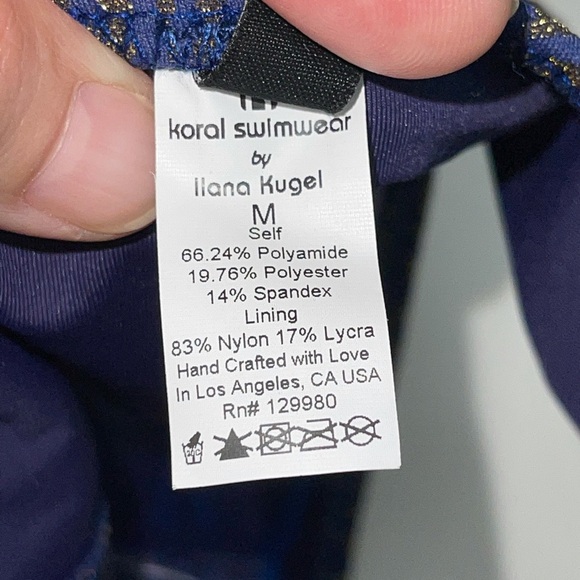 koral swimwear
by
Ilana Kugel
M
Self
66.24% Polyamide
19.76% Polyester
14% Spandex
Lining
83% Nylon 17% Lycra
Hand Crafted with Love
In Los Angeles, CA USA
Rn# 129980